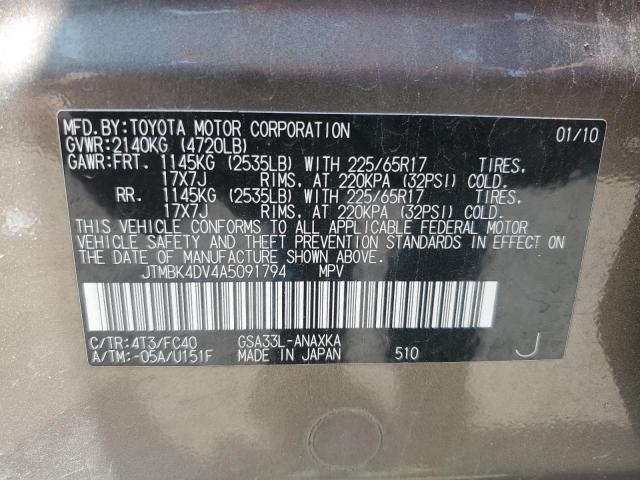 MFD.BY:TOYOTA MOTOR CORPORATION 01/10
GVWR:2140KG (4720LB)
GAWR:FRT. 1145KG (2535LB) WITH 225/65R17 TIRES,
17X7J RIMS, AT 220KPA (32PSI) COLD.
RR. 1145KG (2535LB) WITH 225/65R17 TIRES,
17X7J RIMS, AT 220KPA (32PSI) COLD.
THIS VEHICLE CONFORMS TO ALL APPLICABLE FEDERAL MOTOR
VEHICLE SAFETY AND THEFT PREVENTION STANDARDS IN EFFECT ON
THE DATE OF MANUFACTURE SHOWN ABOVE.
JTMBK4DV4A5091794 MPV
C/TR:4T3/FC40 GSA33L-ANAXKA
A/TM:-05A/U151F MADE IN JAPAN 510 J